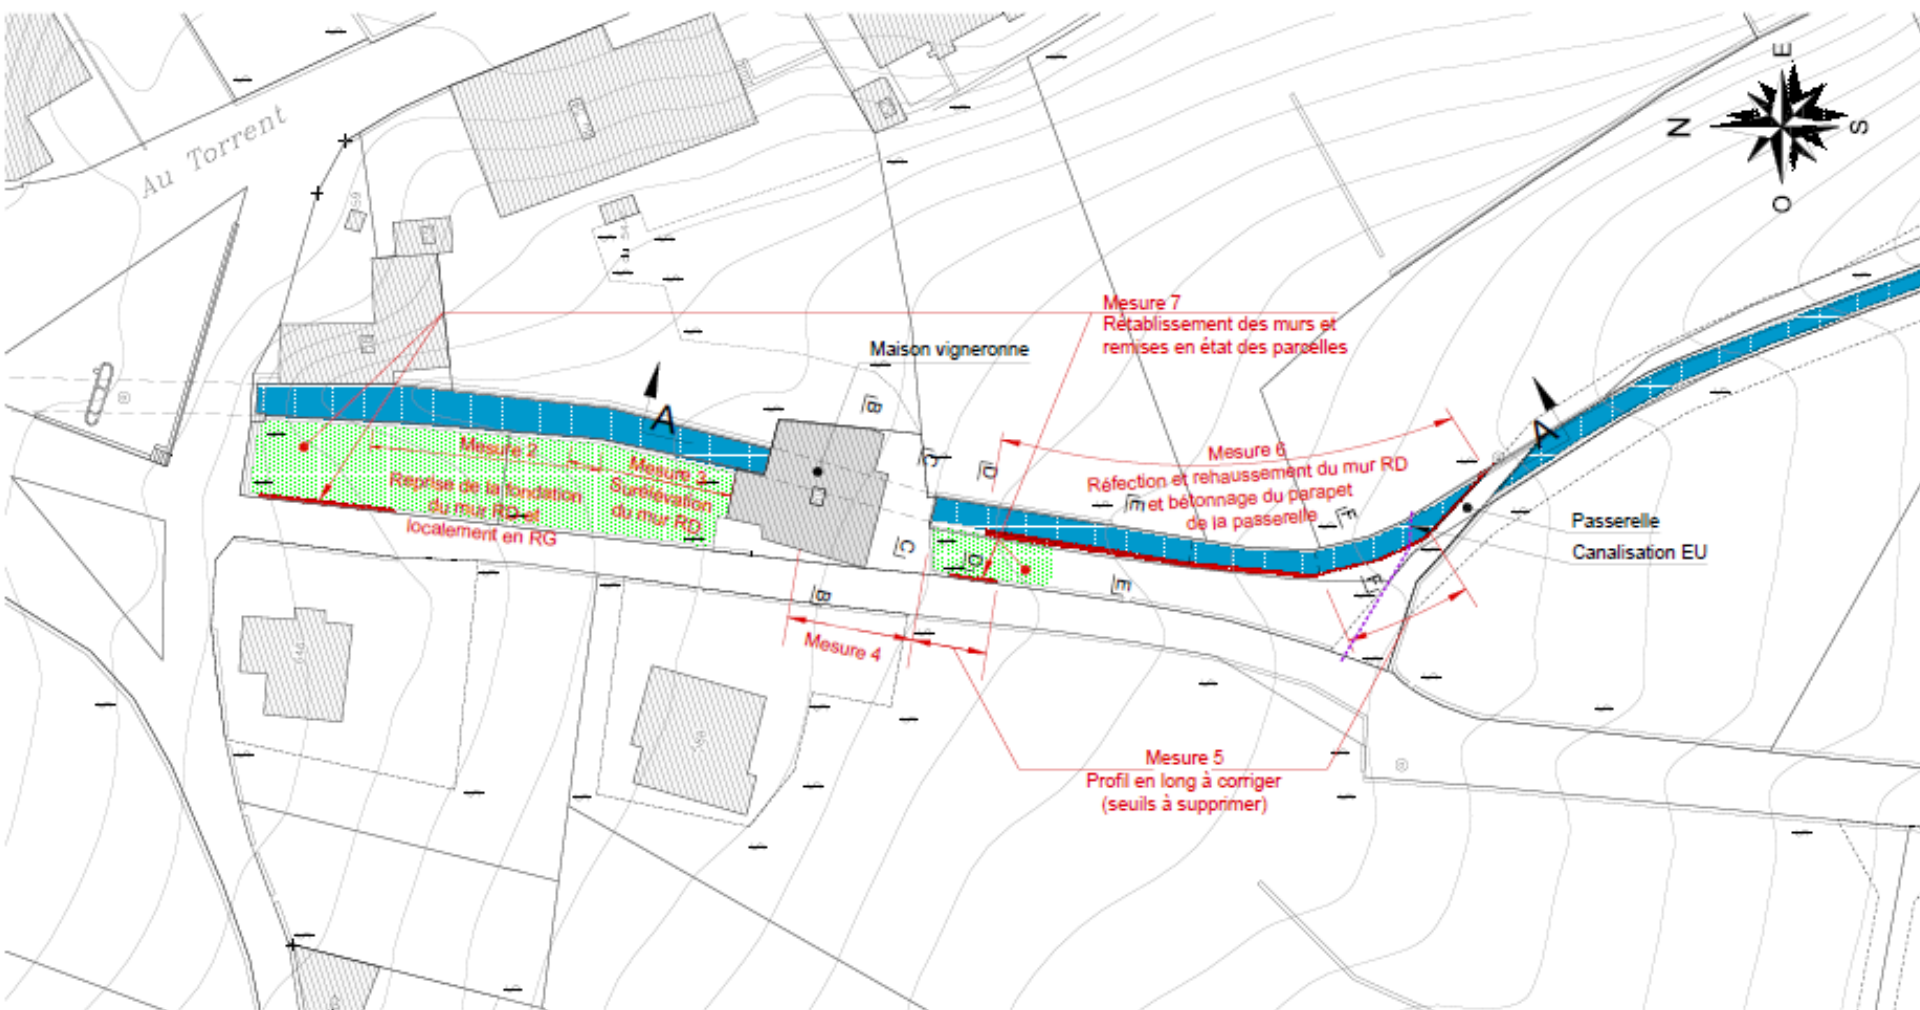 E
N
S
O
Au Torrent
Mesure 7
Rétablissement des murs et
remises en état des parcelles
Maison vigneronne
A
A
B
C
D
E
F
Mesure 6
Réfection et rehaussement du mur RD
et bétonnage du parapet
de la passerelle
Mesure 2
Reprise de la fondation
du mur RD et
localement en RG
Mesure 3
Surélévation
du mur RD
Passerelle
Canalisation EU
C
D
E
F
B
Mesure 4
Mesure 5
Profil en long à corriger
(seuils à supprimer)